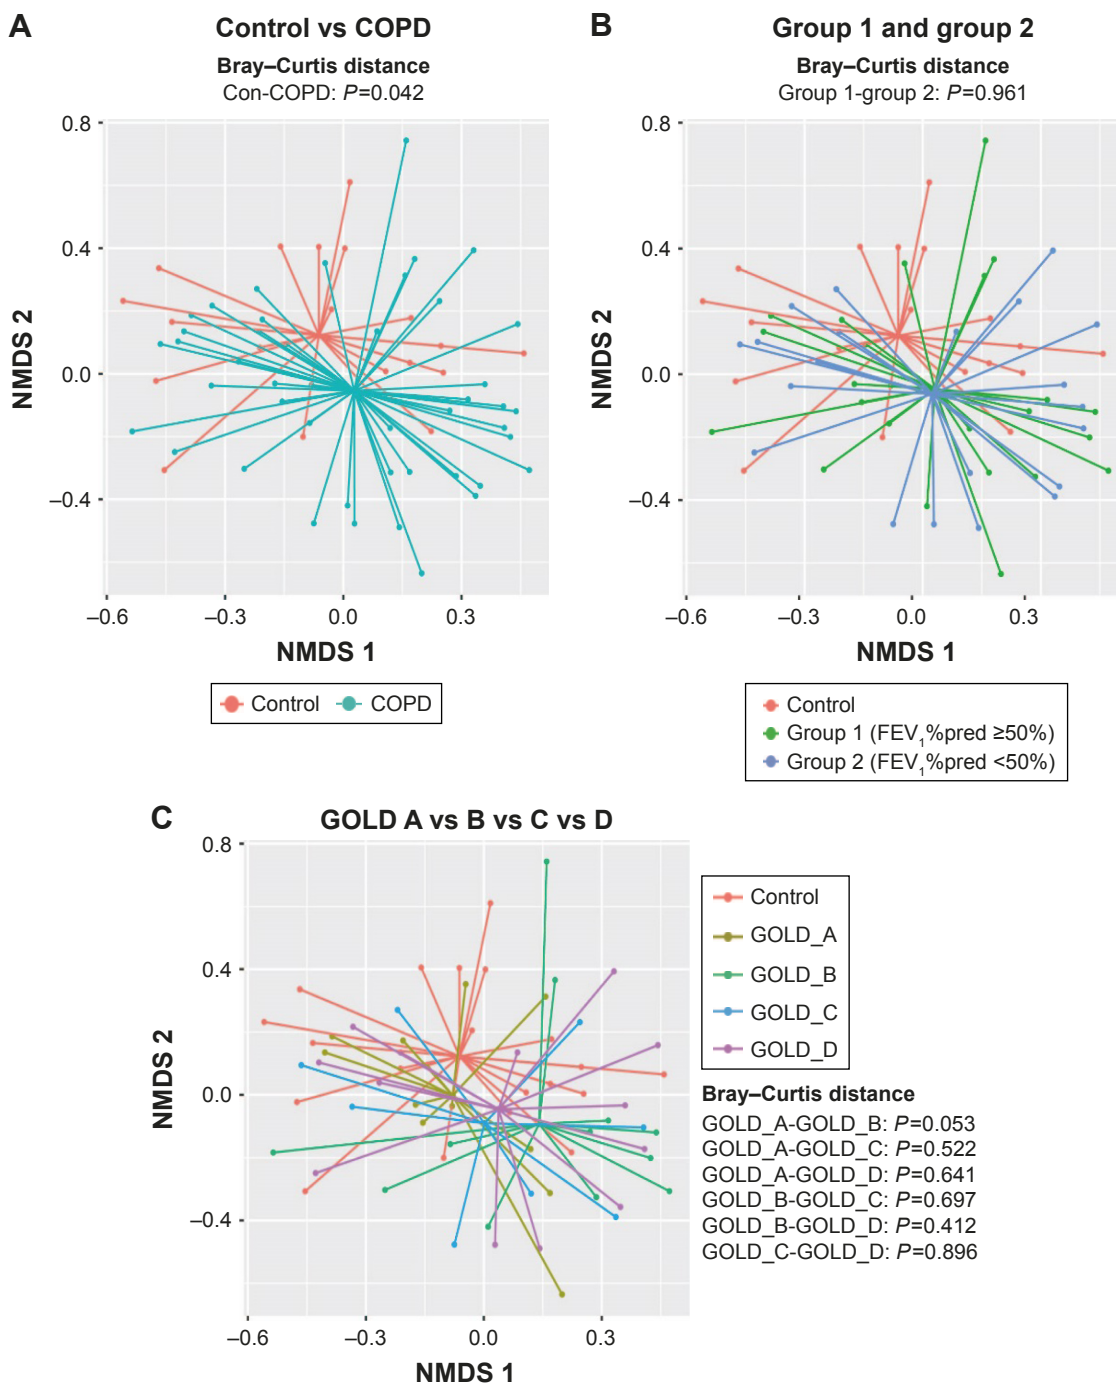 A
Control vs COPD
Bray–Curtis distance
Con-COPD: P=0.042
0.8
0.4
0.0
–0.4
NMDS 2
–0.6
–0.3
0.0
0.3
NMDS 1
Control
COPD
B
Group 1 and group 2
Bray–Curtis distance
Group 1-group 2: P=0.961
0.8
0.4
0.0
–0.4
NMDS 2
–0.6
–0.3
0.0
0.3
NMDS 1
Control
Group 1 (FEV1%pred ≥50%)
Group 2 (FEV1%pred <50%)
C
GOLD A vs B vs C vs D
0.8
0.4
0.0
–0.4
NMDS 2
–0.6
–0.3
0.0
0.3
NMDS 1
Control
GOLD_A
GOLD_B
GOLD_C
GOLD_D
Bray–Curtis distance
GOLD_A-GOLD_B: P=0.053
GOLD_A-GOLD_C: P=0.522
GOLD_A-GOLD_D: P=0.641
GOLD_B-GOLD_C: P=0.697
GOLD_B-GOLD_D: P=0.412
GOLD_C-GOLD_D: P=0.896